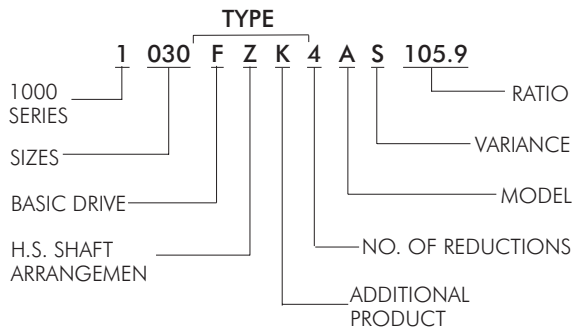 TYPE
1 030 F Z K 4 A S 105.9
1000
SERIES
RATIO
SIZES
VARIANCE
BASIC DRIVE
MODEL
H.S. SHAFT
ARRANGEMEN
NO. OF REDUCTIONS
ADDITIONAL
PRODUCT